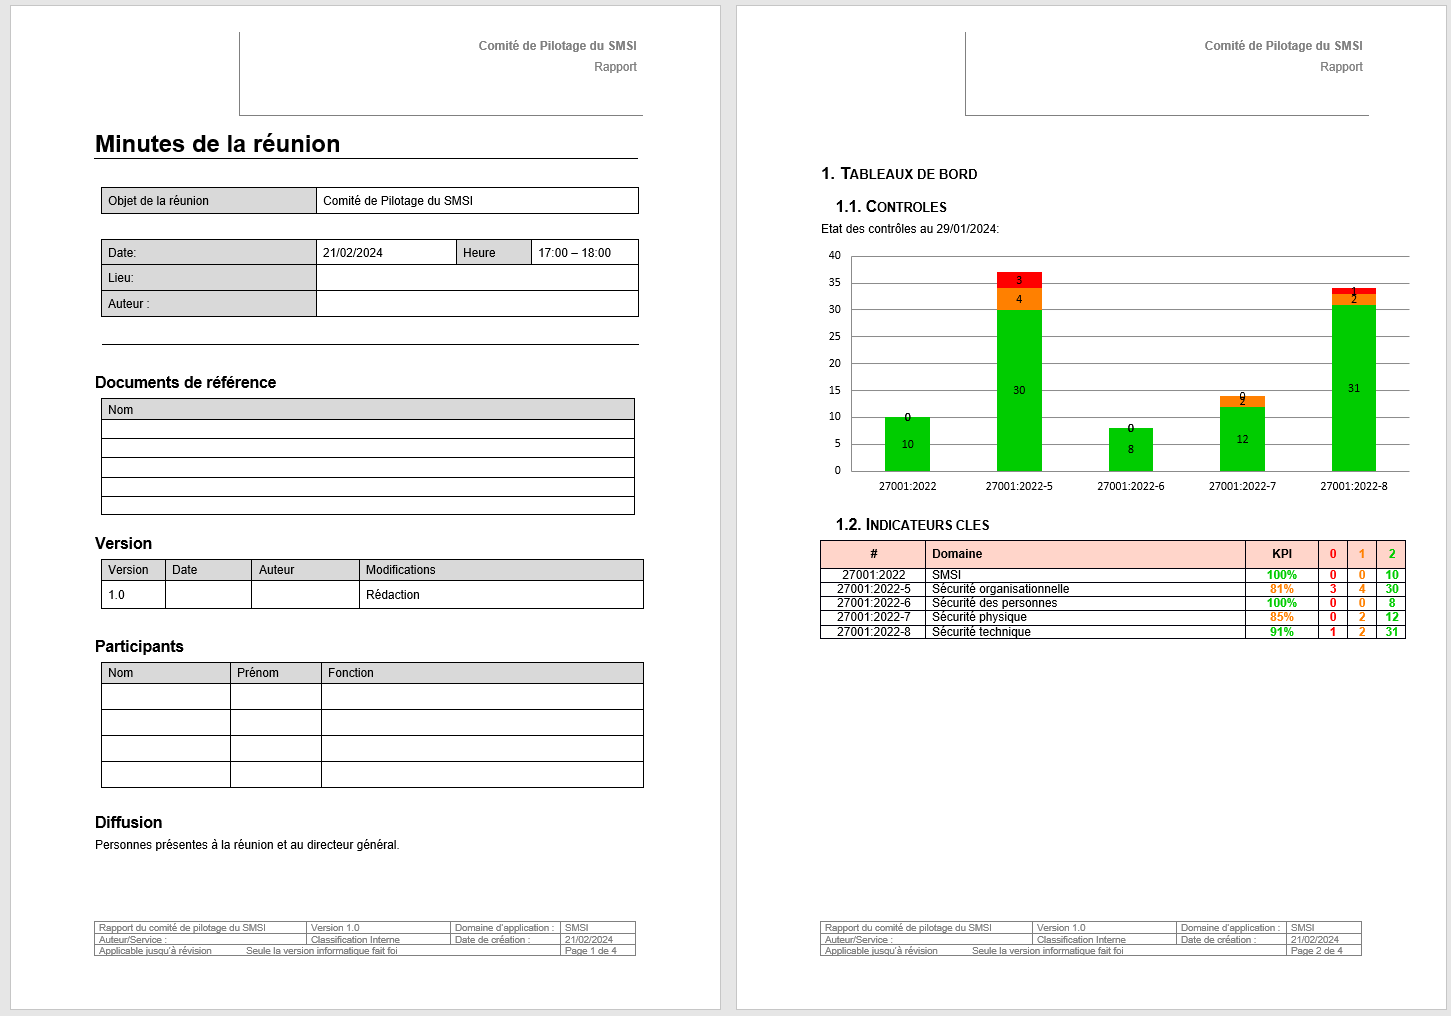 Comité de Pilotage du SMSI
Rapport
Minutes de la réunion
Objet de la réunion Comité de Pilotage du SMSI
Date: 21/02/2024 Heure 17:00 – 18:00
Lieu:
Auteur :
Documents de référence
Nom
Version
Version Date Auteur Modifications
1.0 Rédaction
Participants
Nom Prénom Fonction
Diffusion
Personnes présentes à la réunion et au directeur général.
Rapport du comité de pilotage du SMSI Version 1.0 Domaine d'application : SMSI
Auteur/Service : Classification Interne Date de création : 21/02/2024
Applicable jusqu'à révision Seule la version informatique fait foi Page 1 de 4
Comité de Pilotage du SMSI
Rapport
1. TABLEAUX DE BORD
1.1. CONTROLES
Etat des contrôles au 29/01/2024:
40
35
30
25
20
15
10
5
0
0
10
3
4
30
0
8
0
2
12
1
2
31
27001:2022 27001:2022-5 27001:2022-6 27001:2022-7 27001:2022-8
1.2. INDICATEURS CLES
# Domaine KPI 0 1 2
27001:2022 SMSI 100% 0 0 10
27001:2022-5 Sécurité organisationnelle 81% 3 4 30
27001:2022-6 Sécurité des personnes 100% 0 0 8
27001:2022-7 Sécurité physique 85% 0 2 12
27001:2022-8 Sécurité technique 91% 1 2 31
Rapport du comité de pilotage du SMSI Version 1.0 Domaine d'application : SMSI
Auteur/Service : Classification Interne Date de création : 21/02/2024
Applicable jusqu'à révision Seule la version informatique fait foi Page 2 de 4